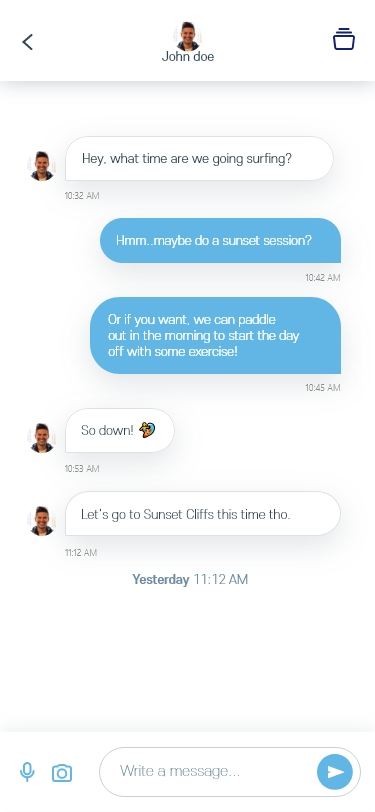 John doe
Hey, what time are we going surfing?
10:32 AM
Hmm..maybe do a sunset session?
10:42 AM
Or if you want, we can paddle
out in the morning to start the day
off with some exercise!
10:45 AM
So down! 🏄
10:53 AM
Let's go to Sunset Cliffs this time tho.
11:12 AM
Yesterday 11:12 AM
Write a message...